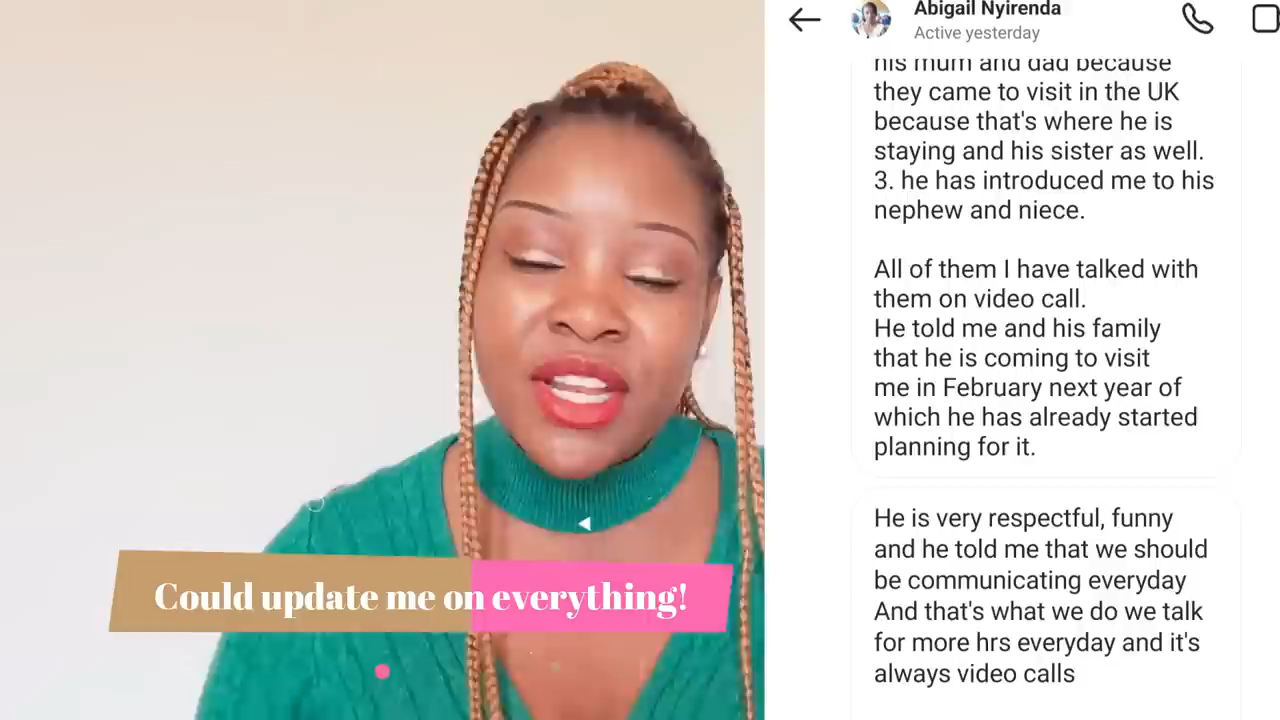 Could update me on everything!
Abigail Nyirenda
Active yesterday
his mum and dad because
they came to visit in the UK
because that's where he is
staying and his sister as well.
3. he has introduced me to his
nephew and niece.
All of them I have talked with
them on video call.
He told me and his family
that he is coming to visit
me in February next year of
which he has already started
planning for it.
He is very respectful, funny
and he told me that we should
be communicating everyday
And that's what we do we talk
for more hrs everyday and it's
always video calls